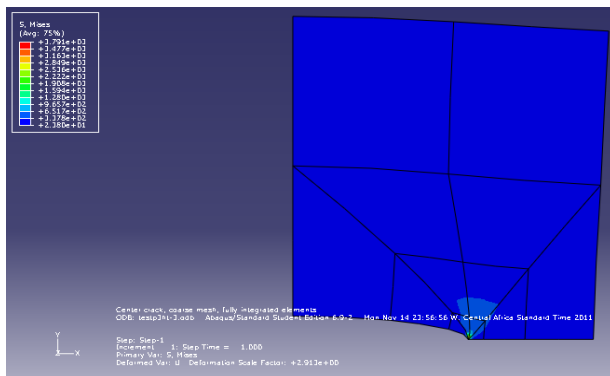 S, Mises
(Avg: 75%)
+3.791e+03
+3.477e+03
+3.163e+03
+2.849e+03
+2.536e+03
+2.222e+03
+1.908e+03
+1.594e+03
+1.280e+03
+9.657e+02
+6.517e+02
+3.378e+02
+2.380e+01
Center crack, coarse mesh, fully integrated elements
ODB: testp3nt-3.odb Abaqus/Standard Student Edition 6.9-2 Mon Nov 14 23:56:56 W. Central Africa Standard Time 2011
Y
X
Step: Step-1
Increment 1: Step Time = 1.000
Primary Var: S, Mises
Deformed Var: U Deformation Scale Factor: +2.913e+00